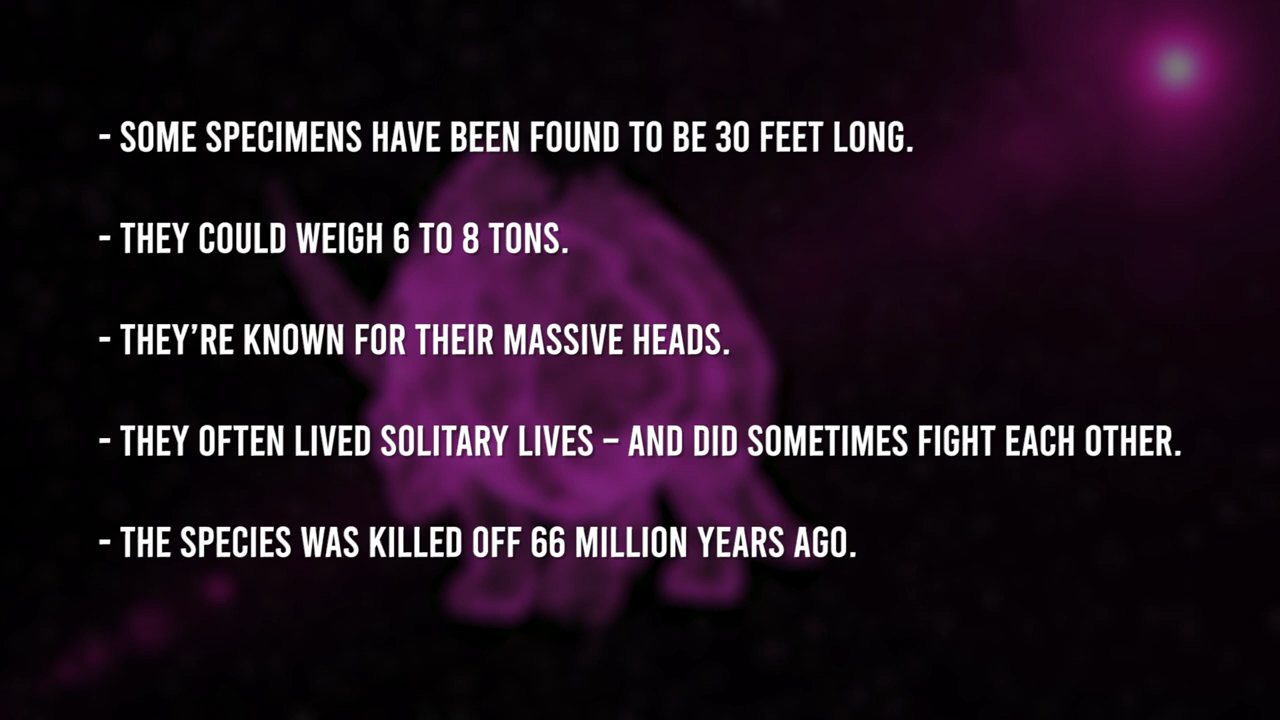 - SOME SPECIMENS HAVE BEEN FOUND TO BE 30 FEET LONG.
- THEY COULD WEIGH 6 TO 8 TONS.
- THEY’RE KNOWN FOR THEIR MASSIVE HEADS.
- THEY OFTEN LIVED SOLITARY LIVES – AND DID SOMETIMES FIGHT EACH OTHER.
- THE SPECIES WAS KILLED OFF 66 MILLION YEARS AGO.